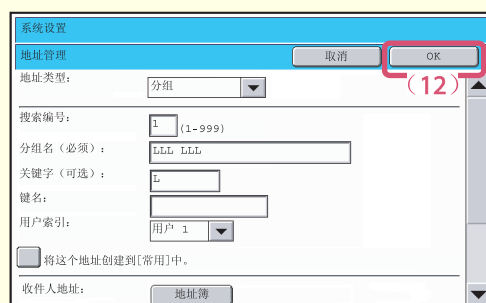 系统设置
地址管理 取消 OK
(12)
地址类型: 分组
搜索编号: 1 (1-999)
分组名 (必须): LLL LLL
关键字 (可选): L
键名:
用户索引: 用户 1
将这个地址创建到[常用]中。
收件人地址: 地址簿